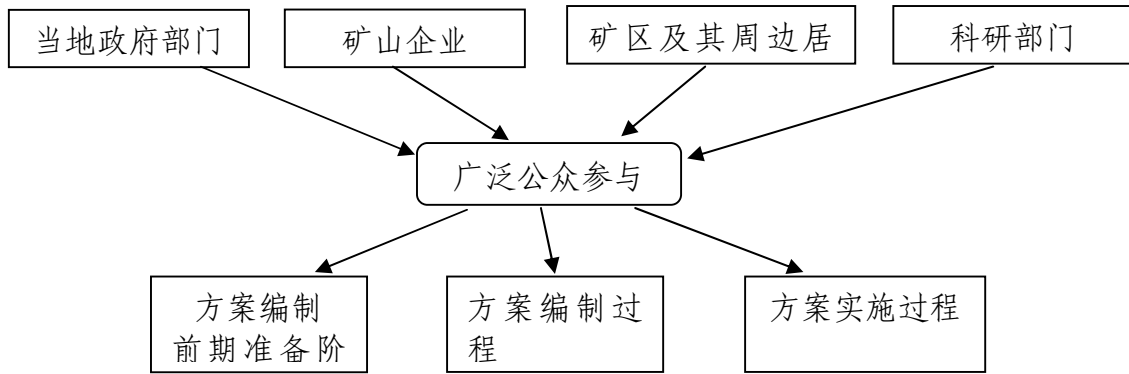 当地政府部门
矿山企业
矿区及其周边居
科研部门
广泛公众参与
方案编制
前期准备阶
方案编制过
程
方案实施过程